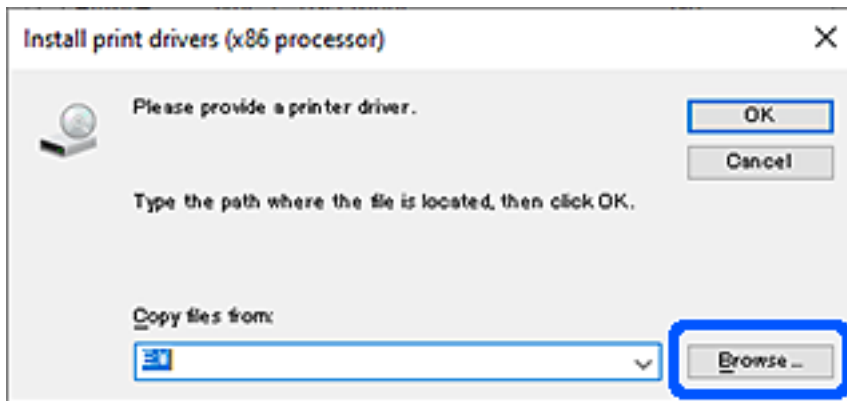 Install print drivers (x86 processor)
Please provide a printer driver.
OK
Cancel
Type the path where the file is located, then click OK.
Copy files from:
Browse...